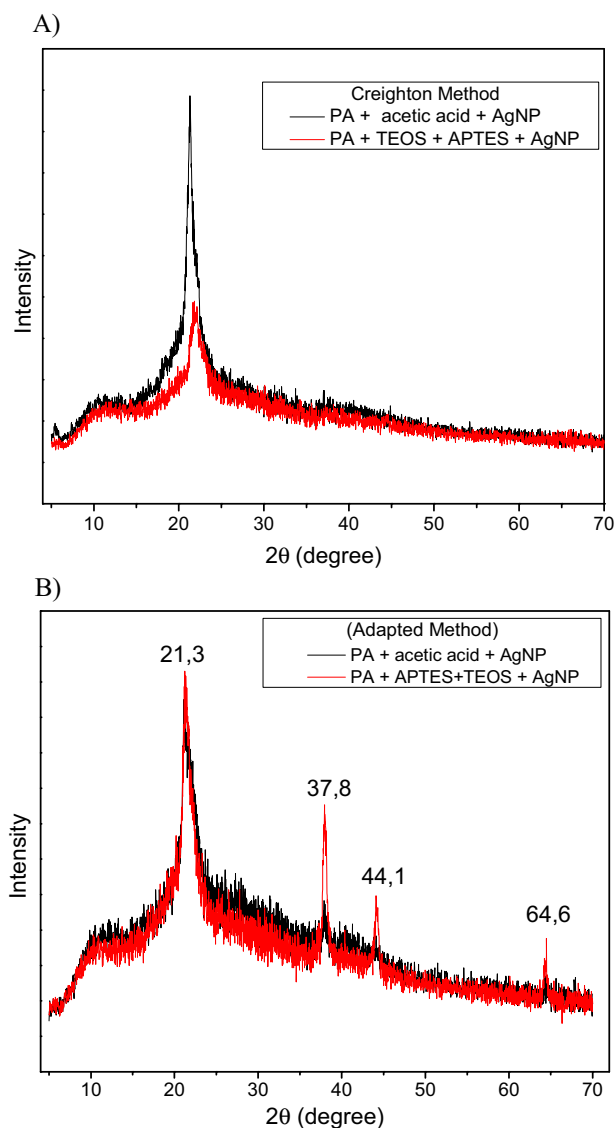 A)
Creighton Method
PA + acetic acid + AgNP
PA + TEOS + APTES + AgNP
Intensity
10 20 30 40 50 60 70
2θ (degree)
B)
(Adapted Method)
PA + acetic acid + AgNP
PA + APTES+TEOS + AgNP
21,3
37,8
44,1
64,6
Intensity
10 20 30 40 50 60 70
2θ (degree)